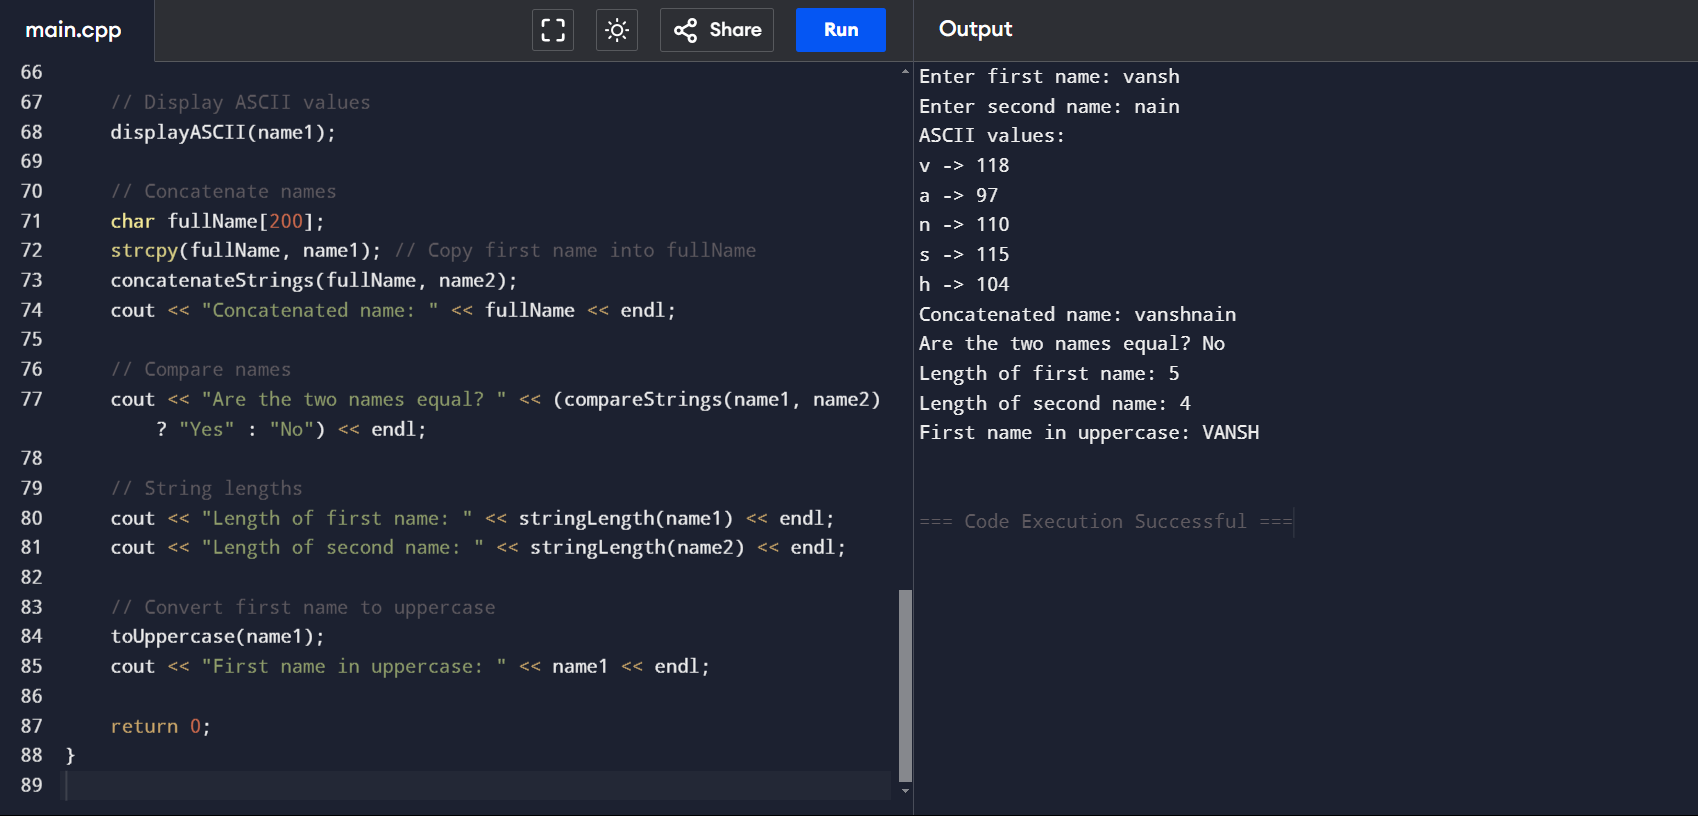 main.cpp
Share
Run
Output
66
67 // Display ASCII values
68 displayASCII(name1);
69
70 // Concatenate names
71 char fullName[200];
72 strcpy(fullName, name1); // Copy first name into fullName
73 concatenateStrings(fullName, name2);
74 cout << "Concatenated name: " << fullName << endl;
75
76 // Compare names
77 cout << "Are the two names equal? " << (compareStrings(name1, name2)
? "Yes" : "No") << endl;
78
79 // String lengths
80 cout << "Length of first name: " << stringLength(name1) << endl;
81 cout << "Length of second name: " << stringLength(name2) << endl;
82
83 // Convert first name to uppercase
84 toUppercase(name1);
85 cout << "First name in uppercase: " << name1 << endl;
86
87 return 0;
88 }
89
Enter first name: vansh
Enter second name: nain
ASCII values:
v -> 118
a -> 97
n -> 110
s -> 115
h -> 104
Concatenated name: vanshnain
Are the two names equal? No
Length of first name: 5
Length of second name: 4
First name in uppercase: VANSH
=== Code Execution Successful ===